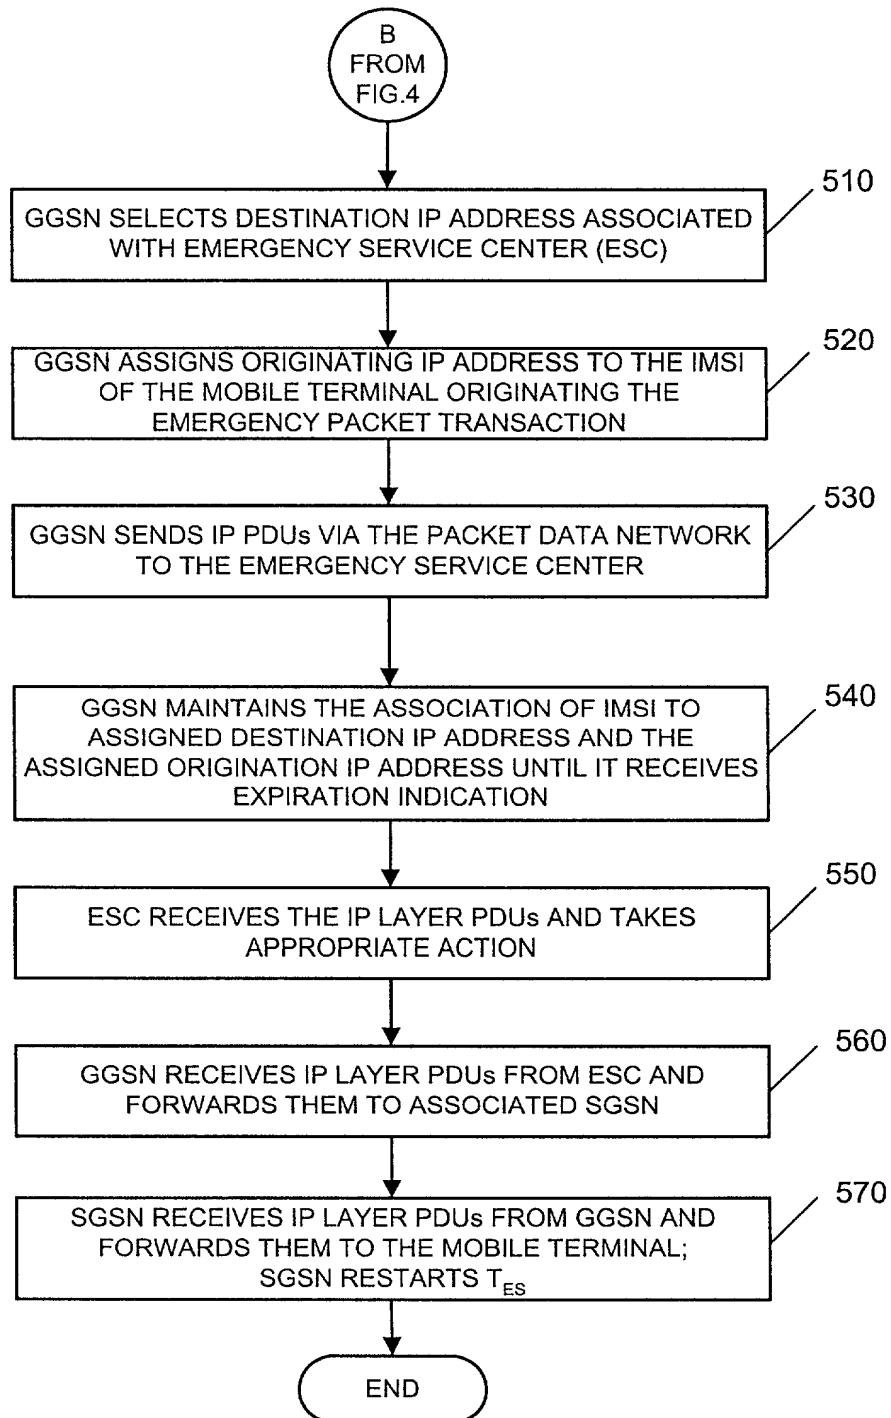 B
FROM
FIG.4
510
GGSN SELECTS DESTINATION IP ADDRESS ASSOCIATED
WITH EMERGENCY SERVICE CENTER (ESC)
520
GGSN ASSIGNS ORIGINATING IP ADDRESS TO THE IMSI
OF THE MOBILE TERMINAL ORIGINATING THE
EMERGENCY PACKET TRANSACTION
530
GGSN SENDS IP PDUs VIA THE PACKET DATA NETWORK
TO THE EMERGENCY SERVICE CENTER
540
GGSN MAINTAINS THE ASSOCIATION OF IMSI TO
ASSIGNED DESTINATION IP ADDRESS AND THE
ASSIGNED ORIGINATION IP ADDRESS UNTIL IT RECEIVES
EXPIRATION INDICATION
550
ESC RECEIVES THE IP LAYER PDUs AND TAKES
APPROPRIATE ACTION
560
GGSN RECEIVES IP LAYER PDUs FROM ESC AND
FORWARDS THEM TO ASSOCIATED SGSN
570
SGSN RECEIVES IP LAYER PDUs FROM GGSN AND
FORWARDS THEM TO THE MOBILE TERMINAL;
SGSN RESTARTS T_ES
END